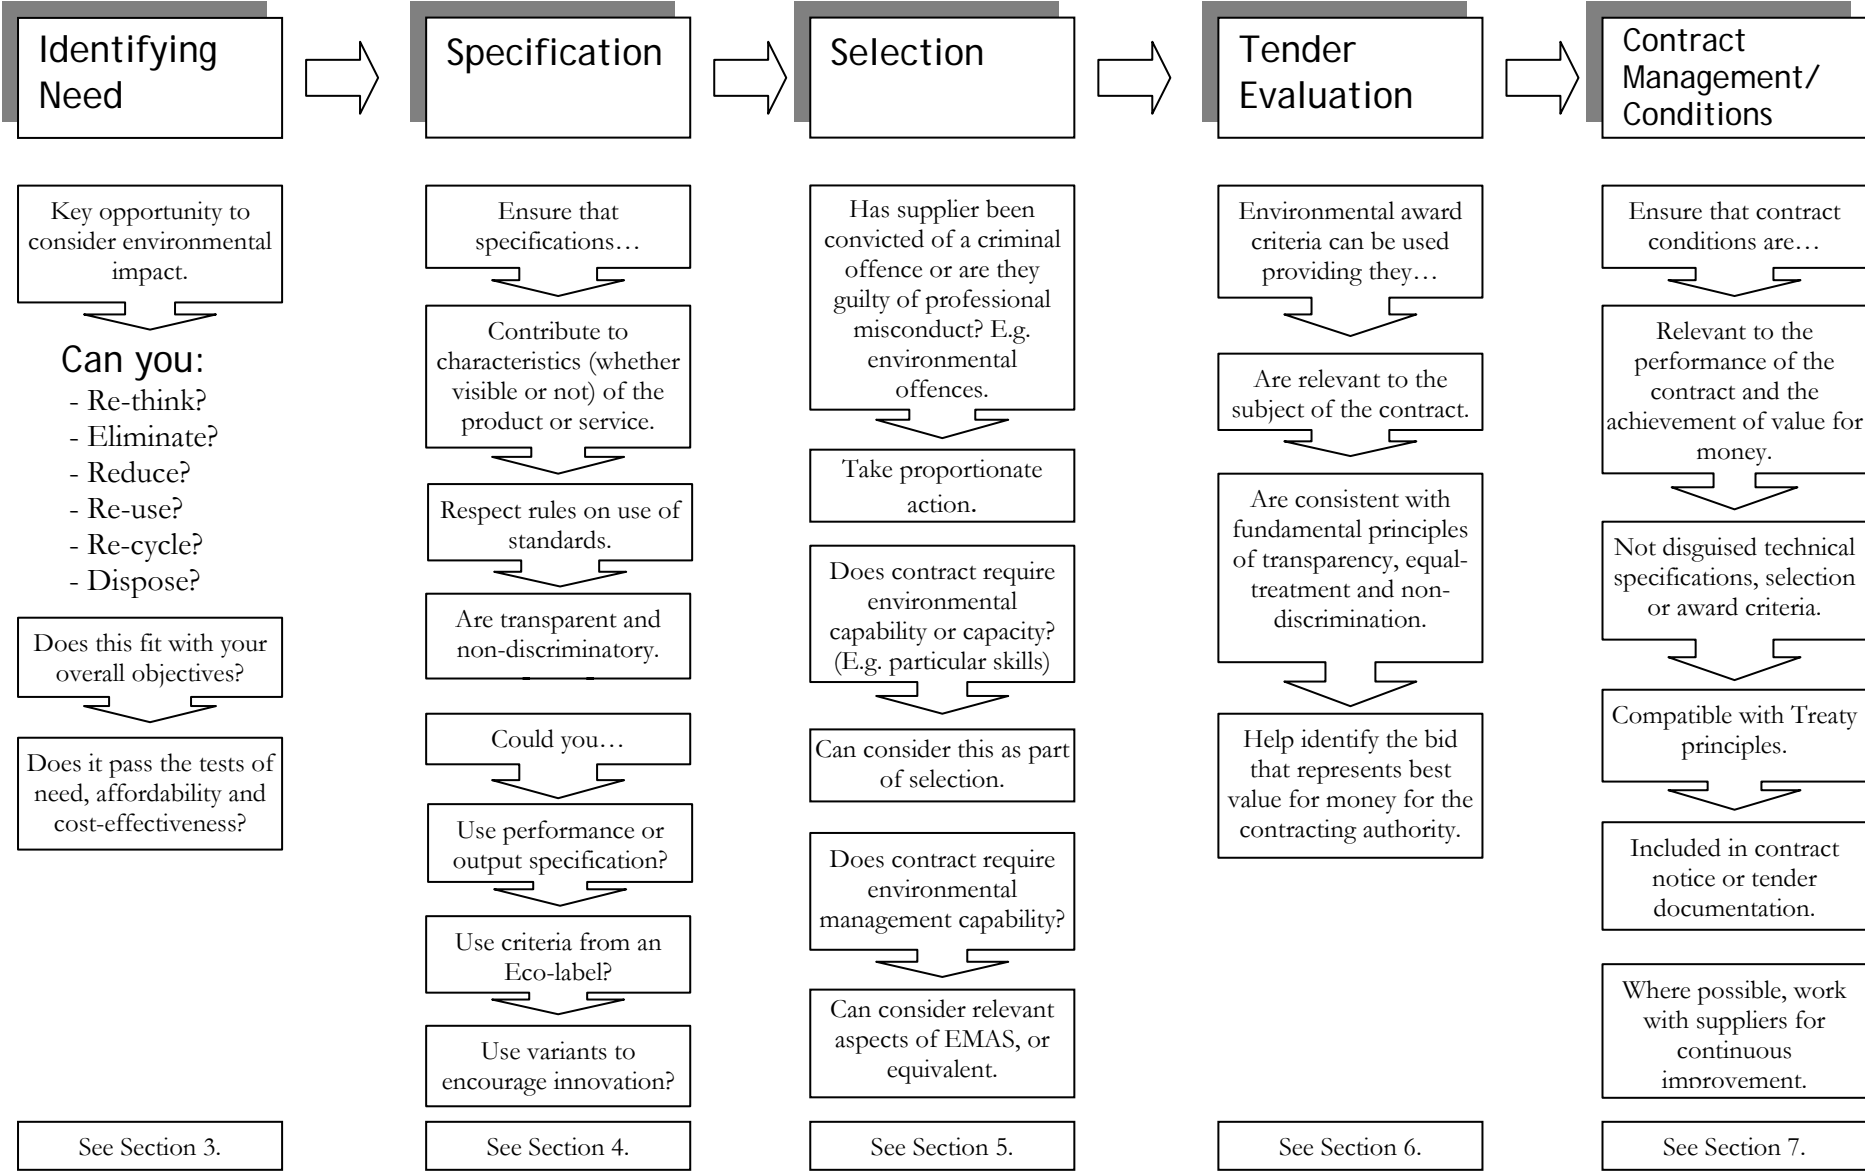 Identifying
Need
Key opportunity to
consider environmental
impact.
Can you:
- Re-think?
- Eliminate?
- Reduce?
- Re-use?
- Re-cycle?
- Dispose?
Does this fit with your
overall objectives?
Does it pass the tests of
need, affordability and
cost-effectiveness?
See Section 3.
Specification
Ensure that
specifications…
Contribute to
characteristics (whether
visible or not) of the
product or service.
Respect rules on use of
standards.
Are transparent and
non-discriminatory.
Could you…
Use performance or
output specification?
Use criteria from an
Eco-label?
Use variants to
encourage innovation?
See Section 4.
Selection
Has supplier been
convicted of a criminal
offence or are they
guilty of professional
misconduct? E.g.
environmental
offences.
Take proportionate
action.
Does contract require
environmental
capability or capacity?
(E.g. particular skills)
Can consider this as part
of selection.
Does contract require
environmental
management capability?
Can consider relevant
aspects of EMAS, or
equivalent.
See Section 5.
Tender
Evaluation
Environmental award
criteria can be used
providing they…
Are relevant to the
subject of the contract.
Are consistent with
fundamental principles
of transparency, equal-
treatment and non-
discrimination.
Help identify the bid
that represents best
value for money for the
contracting authority.
See Section 6.
Contract
Management/
Conditions
Ensure that contract
conditions are…
Relevant to the
performance of the
contract and the
achievement of value for
money.
Not disguised technical
specifications, selection
or award criteria.
Compatible with Treaty
principles.
Included in contract
notice or tender
documentation.
Where possible, work
with suppliers for
continuous
improvement.
See Section 7.